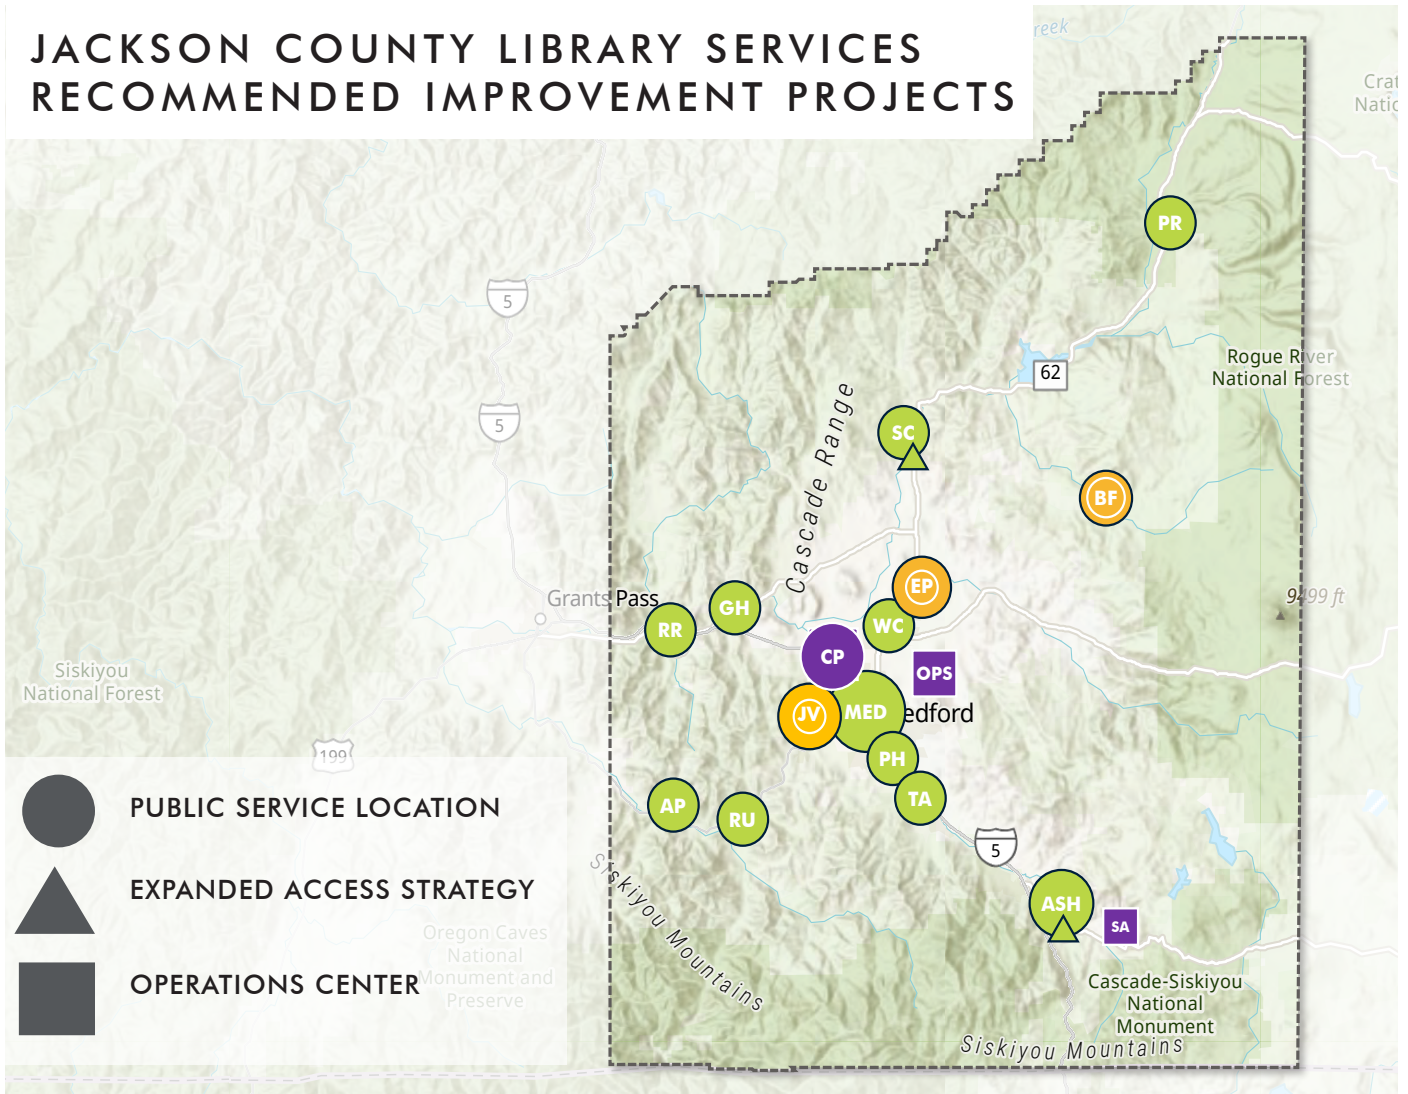 JACKSON COUNTY LIBRARY SERVICES
RECOMMENDED IMPROVEMENT PROJECTS
reek
Crat
Natio
PR
5
Rogue River
National Forest
62
5
Cascade Range
SC
BF
EP
9499 ft
Grants Pass
GH
RR
WC
CP
OPS
Siskiyou
National Forest
JV
MED
edford
199
PH
TA
AP
RU
5
PUBLIC SERVICE LOCATION
EXPANDED ACCESS STRATEGY
OPERATIONS CENTER
Siskiyou Mountains
ASH
SA
Oregon Caves
National
Monument and
Preserve
Cascade-Siskiyou
National
Monument
Siskiyou Mountains